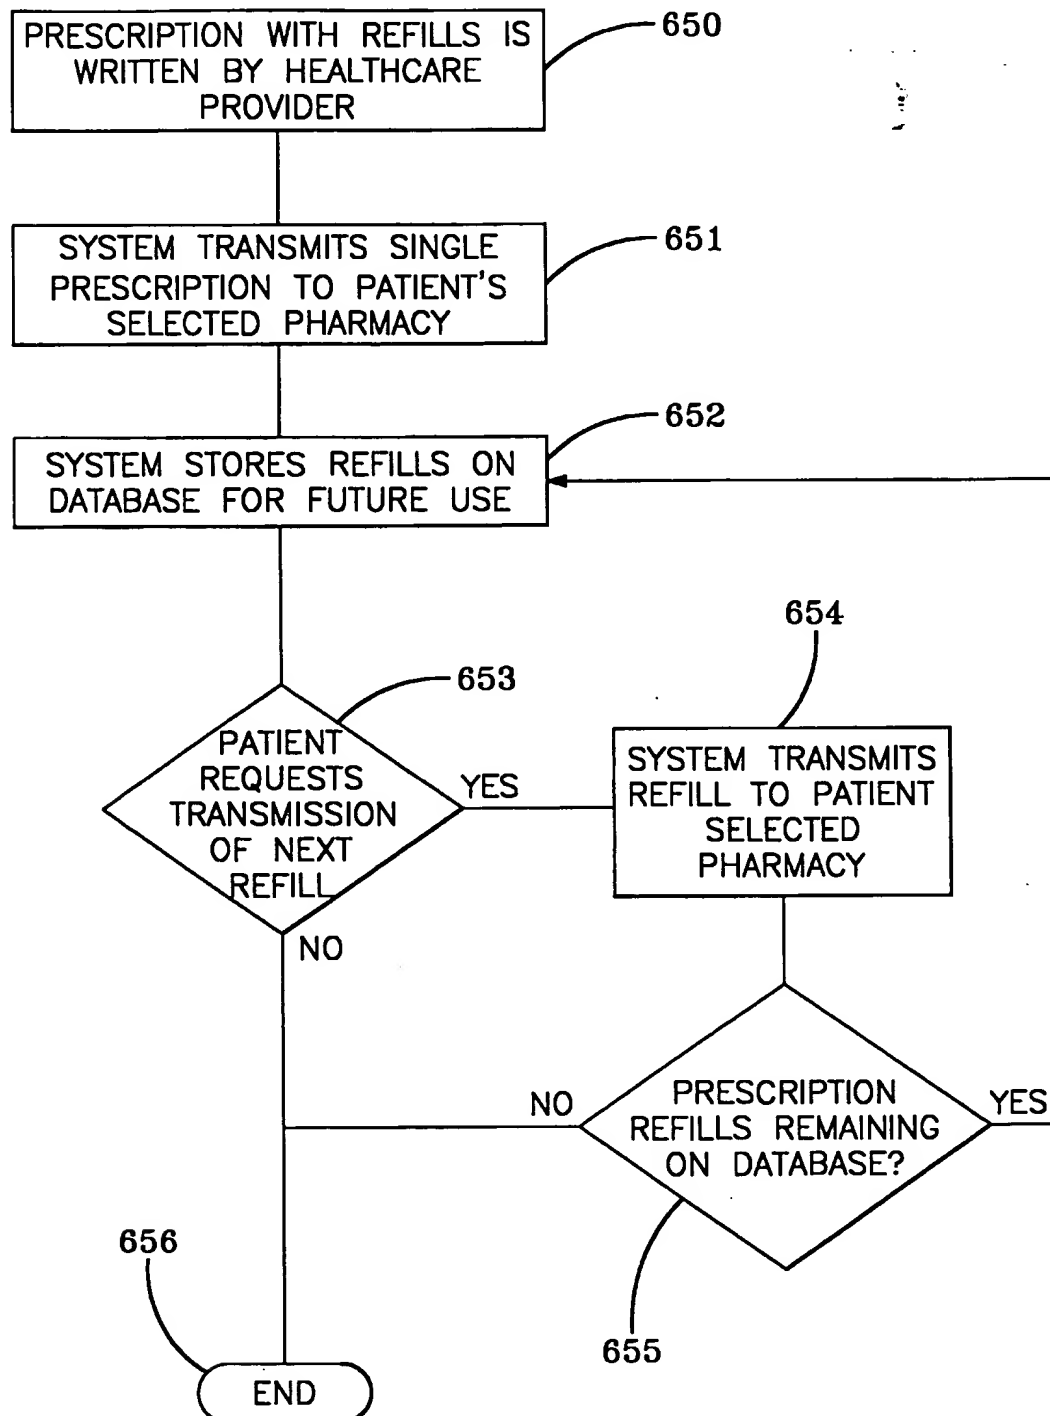 PRESCRIPTION WITH REFILLS IS
WRITTEN BY HEALTHCARE
PROVIDER
650
SYSTEM TRANSMITS SINGLE
PRESCRIPTION TO PATIENT'S
SELECTED PHARMACY
651
SYSTEM STORES REFILLS ON
DATABASE FOR FUTURE USE
652
PATIENT
REQUESTS
TRANSMISSION
OF NEXT
REFILL
653
YES
NO
SYSTEM TRANSMITS
REFILL TO PATIENT
SELECTED
PHARMACY
654
PRESCRIPTION
REFILLS REMAINING
ON DATABASE?
NO
YES
655
656
END